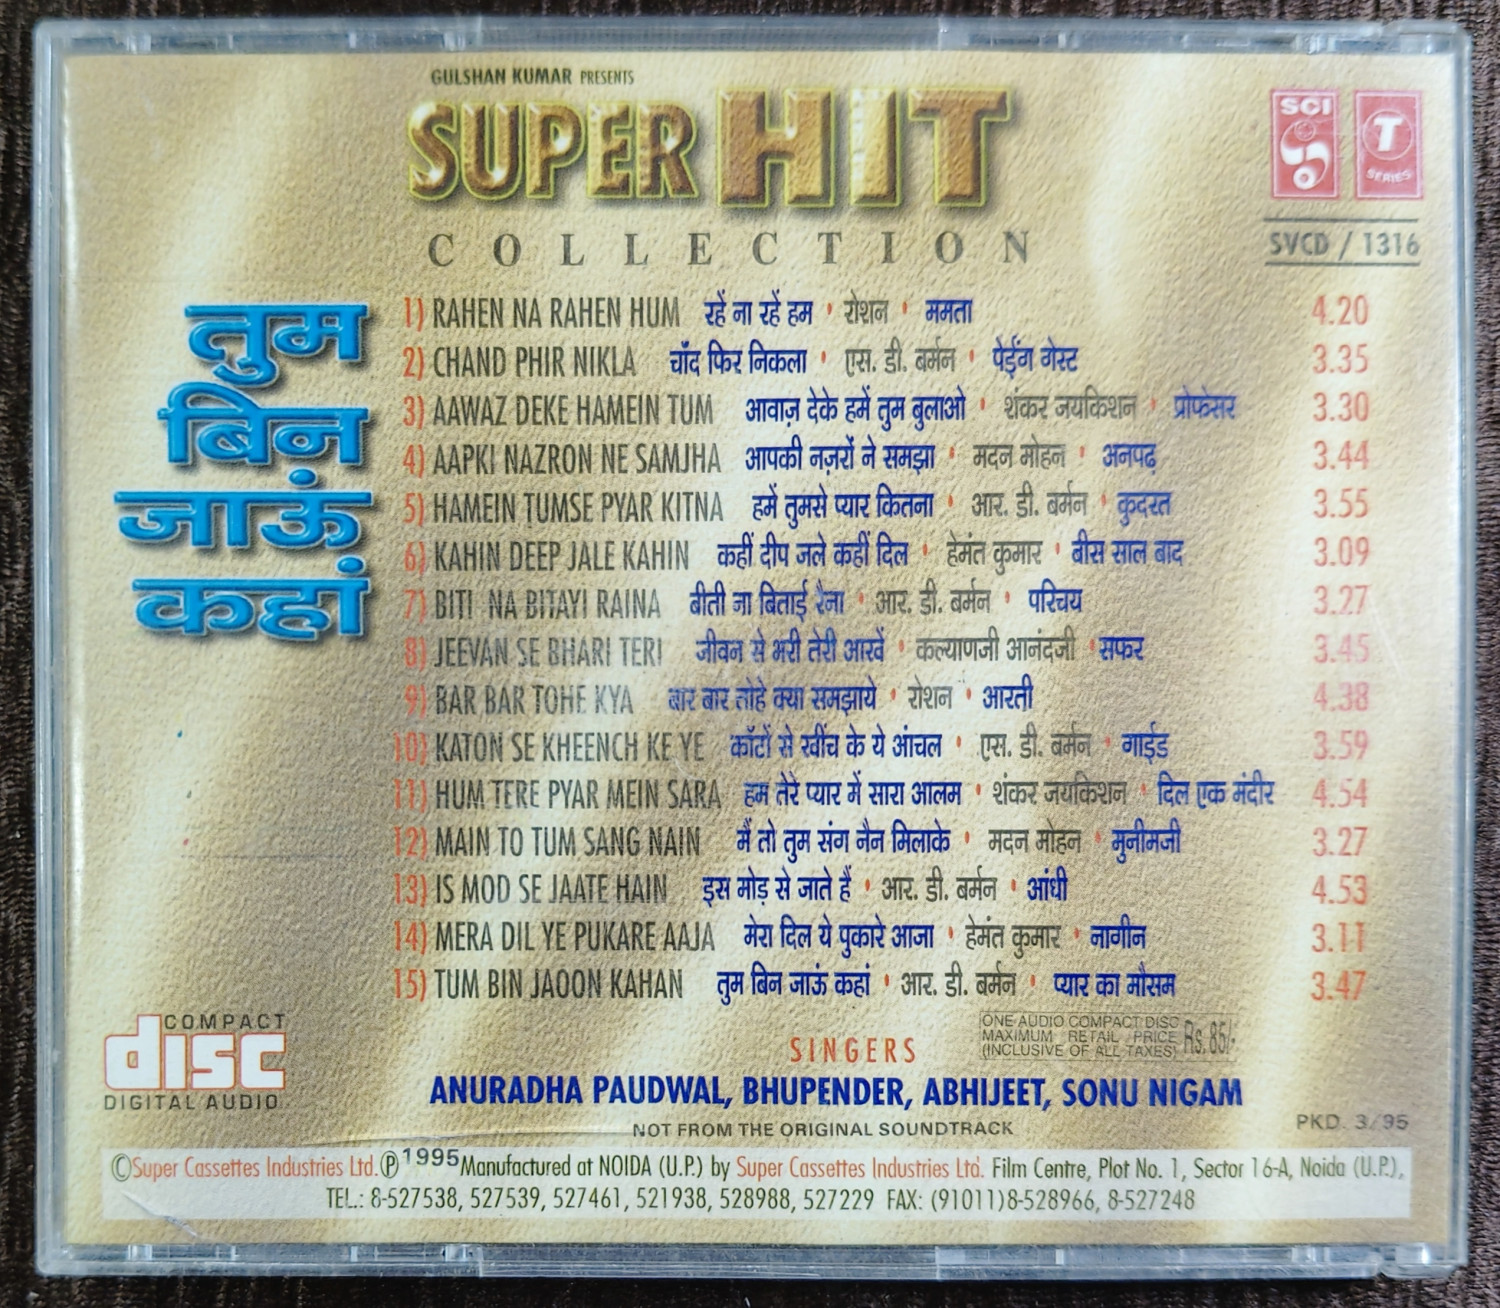 GULSHAN KUMAR PRESENTS
SUPER HIT
COLLECTION
SCI
T
SERIES
SVCD / 1316
तुम
बिन
जाऊं
कहां
1) RAHEN NA RAHEN HUM रहें ना रहें हम • रोशन • ममता 4.20
2) CHAND PHIR NIKLA चाँद फिर निकला • एस. डी. बर्मन • पेईंग गेस्ट 3.35
3) AAWAZ DEKE HAMEIN TUM आवाज़ देके हमें तुम बुलाओ • शंकर जयकिशन • प्रोफेसर 3.30
4) AAPKI NAZRON NE SAMJHA आपकी नज़रों ने समझा • मदन मोहन • अनपढ़ 3.44
5) HAMEIN TUMSE PYAR KITNA हमें तुमसे प्यार कितना • आर. डी. बर्मन • कुदरत 3.55
6) KAHIN DEEP JALE KAHIN कहीं दीप जले कहीं दिल • हेमंत कुमार • बीस साल बाद 3.09
7) BITI NA BITAYI RAINA बीती ना बिताई रैना • आर. डी. बर्मन • परिचय 3.27
8) JEEVAN SE BHARI TERI जीवन से भरी तेरी आखें • कल्याणजी आनंदजी • सफर 3.45
9) BAR BAR TOHE KYA बार बार तोहे क्या समझाये • रोशन • आरती 4.38
10) KATON SE KHEENCH KE YE काँटों से खींच के ये आंचल • एस. डी. बर्मन • गाईड 3.59
11) HUM TERE PYAR MEIN SARA हम तेरे प्यार में सारा आलम • शंकर जयकिशन • दिल एक मंदीर 4.54
12) MAIN TO TUM SANG NAIN मैं तो तुम संग नैन मिलाके • मदन मोहन • मुनीमजी 3.27
13) IS MOD SE JAATE HAIN इस मोड़ से जाते हैं • आर. डी. बर्मन • आंधी 4.53
14) MERA DIL YE PUKARE AAJA मेरा दिल ये पुकारे आजा • हेमंत कुमार • नागीन 3.11
15) TUM BIN JAOON KAHAN तुम बिन जाऊं कहां • आर. डी. बर्मन • प्यार का मौसम 3.47
COMPACT
disc
DIGITAL AUDIO
ONE AUDIO COMPACT DISC
MAXIMUM RETAIL PRICE Rs. 85/-
(INCLUSIVE OF ALL TAXES)
SINGERS
ANURADHA PAUDWAL, BHUPENDER, ABHIJEET, SONU NIGAM
NOT FROM THE ORIGINAL SOUNDTRACK
PKD. 3/95
©Super Cassettes Industries Ltd. ℗ 1995 Manufactured at NOIDA (U.P.) by Super Cassettes Industries Ltd. Film Centre, Plot No. 1, Sector 16-A, Noida (U.P.),
TEL.: 8-527538, 527539, 527461, 521938, 528988, 527229 FAX: (91011)8-528966, 8-527248